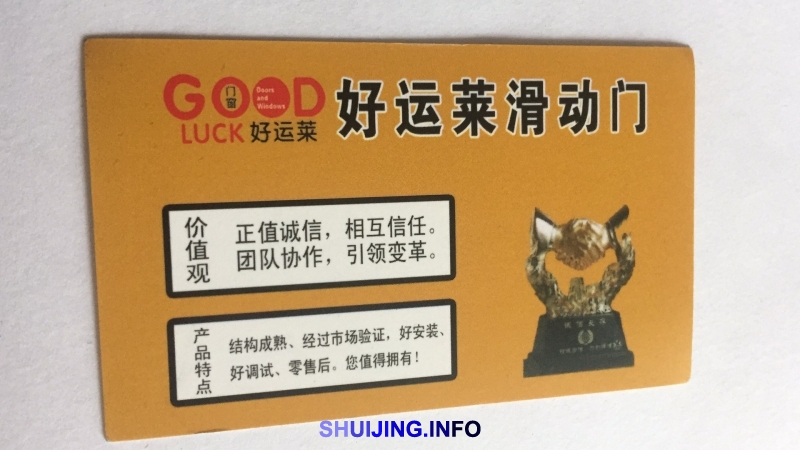 GOOD
门窗
Doors
and
Windows
LUCK 好运莱
好运莱滑动门
价值观
正值诚信，相互信任。
团队协作，引领变革。
产品特点
结构成熟、经过市场验证，好安装、
好调试、零售后。您值得拥有！
SHUIJING.INFO